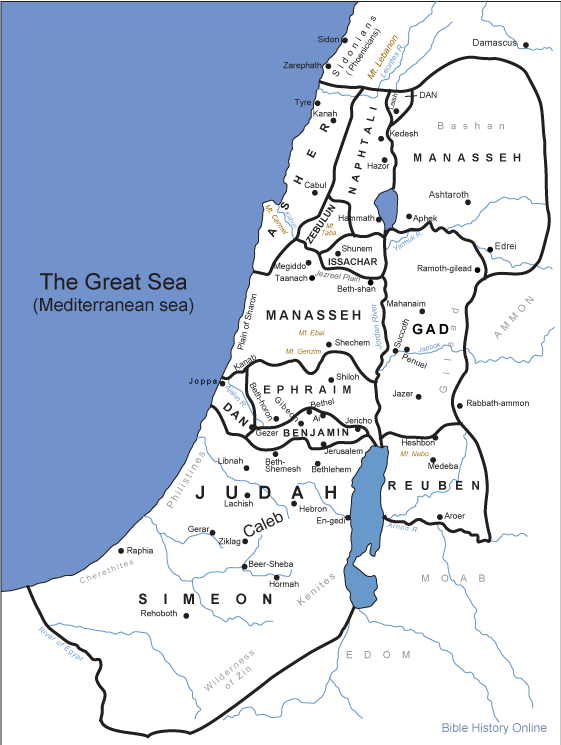 Sidon
Sidonians
(Phoenicians)
Mt. Lebanon
Leontes R
Damascus
Zarephath
Tyre
Kanah
Laish
DAN
Bashan
Kedesh
ASHER
NAPHTALI
MANASSEH
Hazor
Cabul
Ashtaroth
Mt. Carmel
Kishon
ZEBULUN
Mt.
Taba
Hammath
Aphek
Yarmuk R.
Edrei
Shunem
ISSACHAR
Megiddo
Taanach
Jezreel Plain
Beth-shan
Ramoth-gilead
The Great Sea
(Mediterranean sea)
Plain of Sharon
MANASSEH
Mt. Ebal
Shechem
Mt. Gerizim
Jordan River
Mahanaim
GAD
Succoth
Jabbok
Penuel
Gilead
AMMON
Kanah
Joppa
Ajalon R.
Beth-horon
EPHRAIM
Shiloh
Gibeon
Bethel
Ai
Jazer
Rabbath-ammon
DAN
Gezer
BENJAMIN
Jericho
Jerusalem
Heshbon
Mt. Nebo
Medeba
Libnah
Beth-
Shemesh
Bethlehem
REUBEN
Philistines
JUDAH
Lachish
Hebron
En-gedi
Aroer
Arnon R
Caleb
Gerar
Ziklag
Raphia
Cherethites
Beer-Sheba
Hormah
Kenites
MOAB
SIMEON
Rehoboth
River of Egypt
Wilderness
of Zin
EDOM
Bible History Online